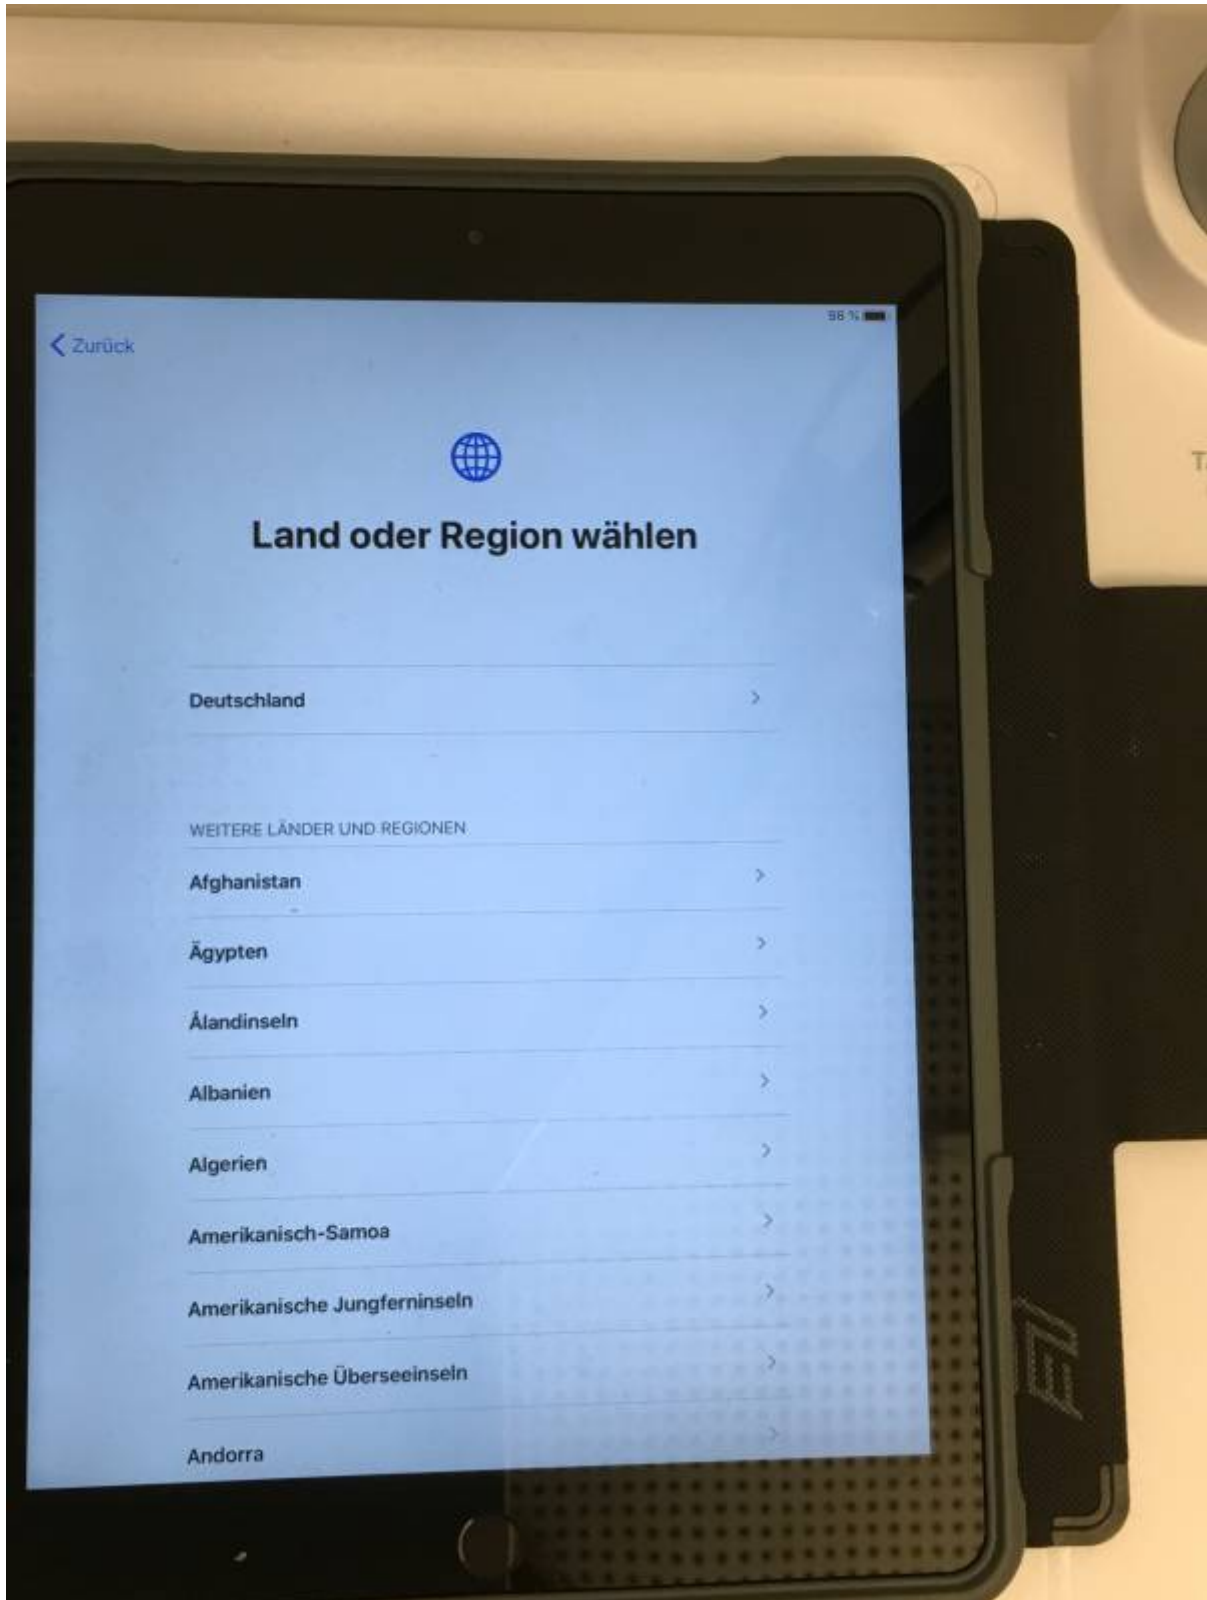 98 %
Zurück
Land oder Region wählen
Deutschland
WEITERE LÄNDER UND REGIONEN
Afghanistan
Ägypten
Ålandinseln
Albanien
Algerien
Amerikanisch-Samoa
Amerikanische Jungferninseln
Amerikanische Überseeinseln
Andorra